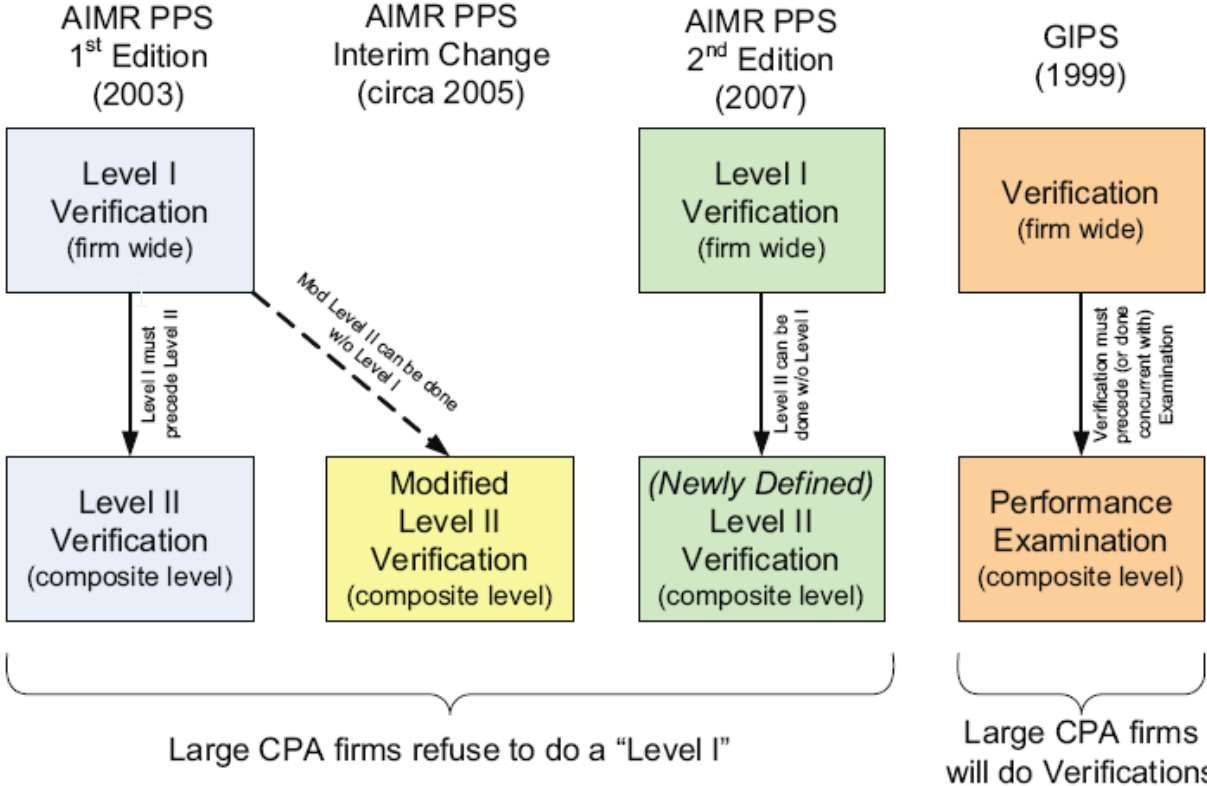 AIMR PPS
1st Edition
(2003)
AIMR PPS
Interim Change
(circa 2005)
AIMR PPS
2nd Edition
(2007)
GIPS
(1999)
Level I
Verification
(firm wide)
Level I
Verification
(firm wide)
Verification
(firm wide)
Level I must
precede Level II
Mod Level II can be done
w/o Level I
Level II can be
done w/o Level I
Verification must
precede (or done
concurrent with)
Examination
Level II
Verification
(composite level)
Modified
Level II
Verification
(composite level)
(Newly Defined)
Level II
Verification
(composite level)
Performance
Examination
(composite level)
Large CPA firms refuse to do a “Level I”
Large CPA firms
will do Verifications